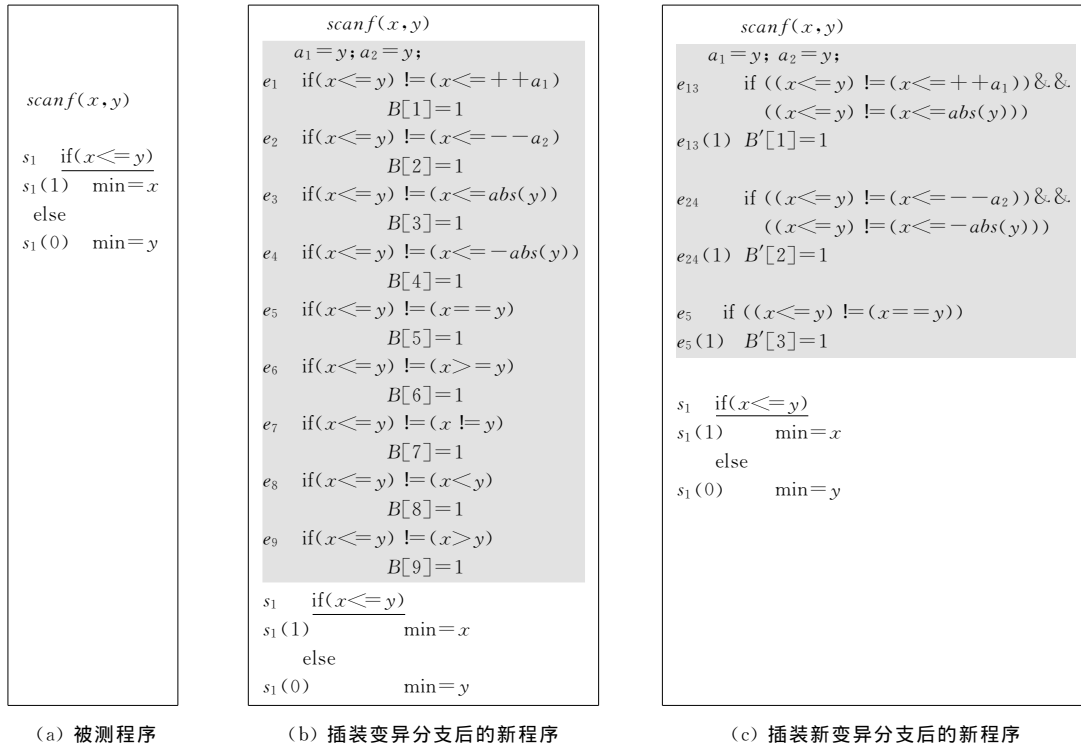 scanf(x,y)
s₁ if(x<=y)
s₁(1) min=x
else
s₁(0) min=y
(a) 被测程序
scanf(x,y)
a₁=y;a₂=y;
e₁ if(x<=y) !=(x<=++a₁)
B[1]=1
e₂ if(x<=y) !=(x<=--a₂)
B[2]=1
e₃ if(x<=y) !=(x<=abs(y))
B[3]=1
e₄ if(x<=y) !=(x<=-abs(y))
B[4]=1
e₅ if(x<=y) !=(x==y)
B[5]=1
e₆ if(x<=y) !=(x>=y)
B[6]=1
e₇ if(x<=y) !=(x !=y)
B[7]=1
e₈ if(x<=y) !=(x<y)
B[8]=1
e₉ if(x<=y) !=(x>y)
B[9]=1
s₁ if(x<=y)
s₁(1) min=x
else
s₁(0) min=y
(b) 插装变异分支后的新程序
scanf(x,y)
a₁=y; a₂=y;
e₁₃ if ((x<=y) !=(x<=++a₁))&&
((x<=y) !=(x<=abs(y)))
e₁₃(1) B′[1]=1
e₂₄ if ((x<=y) !=(x<=--a₂))&&
((x<=y) !=(x<=-abs(y)))
e₂₄(1) B′[2]=1
e₅ if ((x<=y) !=(x==y))
e₅(1) B′[3]=1
s₁ if(x<=y)
s₁(1) min=x
else
s₁(0) min=y
(c) 插装新变异分支后的新程序